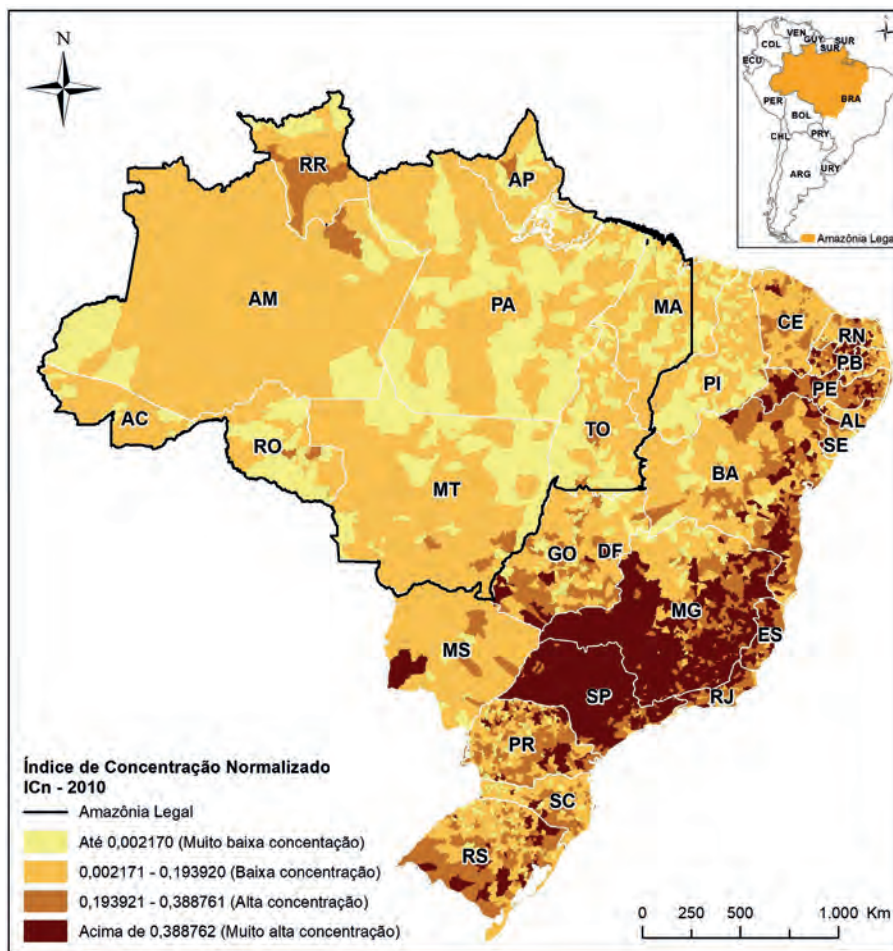 N
VEN
GUY
SUR
SUR
COL
ECU
PER
BRA
BOL
CHL
PRY
ARG
URY
Amazônia Legal
RR
AP
AM
PA
MA
CE
RN
PB
PI
PE
AL
SE
AC
RO
TO
BA
MT
GO
DF
MG
ES
MS
SP
RJ
PR
SC
RS
Índice de Concentração Normalizado
ICn - 2010
Amazônia Legal
Até 0,002170 (Muito baixa concentação)
0,002171 - 0,193920 (Baixa concentração)
0,193921 - 0,388761 (Alta concentração)
Acima de 0,388762 (Muito alta concentração)
0 250 500 1.000 Km